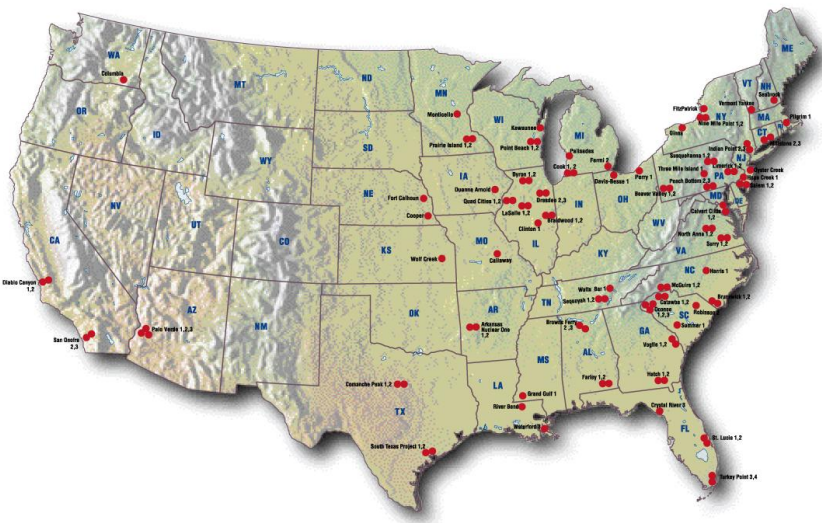 WA
Columbia
MT
ND
MN
ME
VT
NH
OR
ID
WY
SD
WI
MI
NY
MA
CT
Monticello
Prairie Island 1,2
Kewaunee
Point Beach 1,2
Palisades
Cook 1,2
Fermi 2
Davis-Besse 1
Perry 1
FitzPatrick
Nine Mile Point 1,2
Ginna
Vermont Yankee
Seabrook 1
Pilgrim 1
Millstone 2,3
Indian Point 2,3
Susquehanna 1,2
Limerick 1,2
Three Mile Island 1
Peach Bottom 2,3
Beaver Valley 1,2
NJ
PA
Oyster Creek
Hope Creek 1
Salem 1,2
MD
DE
Calvert Cliffs
1,2
NV
UT
CO
NE
IA
IL
IN
OH
WV
VA
Fort Calhoun
Cooper
Duane Arnold
Quad Cities 1,2
Byron 1,2
Dresden 2,3
LaSalle 1,2
Braidwood 1,2
Clinton 1
North Anna 1,2
Surry 1,2
CA
KS
MO
KY
NC
Wolf Creek
Callaway
Harris 1
Diablo Canyon
1,2
San Onofre
2,3
AZ
Palo Verde 1,2,3
NM
OK
AR
Arkansas
Nuclear One
1,2
TN
Watts Bar 1
Sequoyah 1,2
Browns Ferry
2,3
McGuire 1,2
Catawba 1,2
Oconee
1,2,3
Brunswick 1,2
Robinson
SC
Summer 1
Vogtle 1,2
GA
AL
MS
Hatch 1,2
Farley 1,2
TX
Comanche Peak 1,2
South Texas Project 1,2
LA
Grand Gulf 1
River Bend
Waterford 3
Crystal River 3
FL
St. Lucie 1,2
Turkey Point 3,4